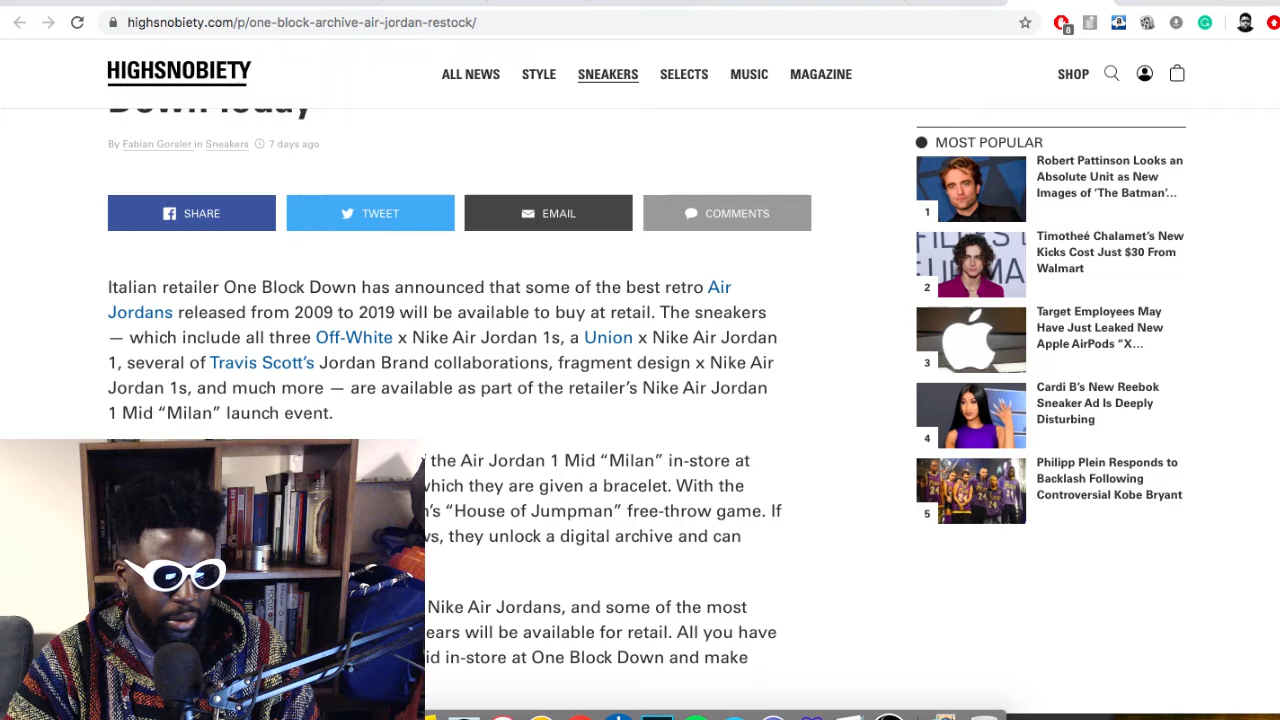 highsnobiety.com/p/one-block-archive-air-jordan-restock/
8
HIGHSNOBIETY
ALL NEWS STYLE SNEAKERS SELECTS MUSIC MAGAZINE
SHOP
Down Today
By Fabian Gorsler in Sneakers 7 days ago
SHARE TWEET EMAIL COMMENTS
Italian retailer One Block Down has announced that some of the best retro Air
Jordans released from 2009 to 2019 will be available to buy at retail. The sneakers
— which include all three Off-White x Nike Air Jordan 1s, a Union x Nike Air Jordan
1, several of Travis Scott's Jordan Brand collaborations, fragment design x Nike Air
Jordan 1s, and much more — are available as part of the retailer's Nike Air Jordan
1 Mid “Milan” launch event.
the Air Jordan 1 Mid “Milan” in-store at
which they are given a bracelet. With the
“House of Jumpman” free-throw game. If
they unlock a digital archive and can
Nike Air Jordans, and some of the most
will be available for retail. All you have
in-store at One Block Down and make
MOST POPULAR
1
Robert Pattinson Looks an
Absolute Unit as New
Images of ‘The Batman’...
2
Timotheé Chalamet's New
Kicks Cost Just $30 From
Walmart
3
Target Employees May
Have Just Leaked New
Apple AirPods “X...
4
Cardi B's New Reebok
Sneaker Ad Is Deeply
Disturbing
5
Philipp Plein Responds to
Backlash Following
Controversial Kobe Bryant